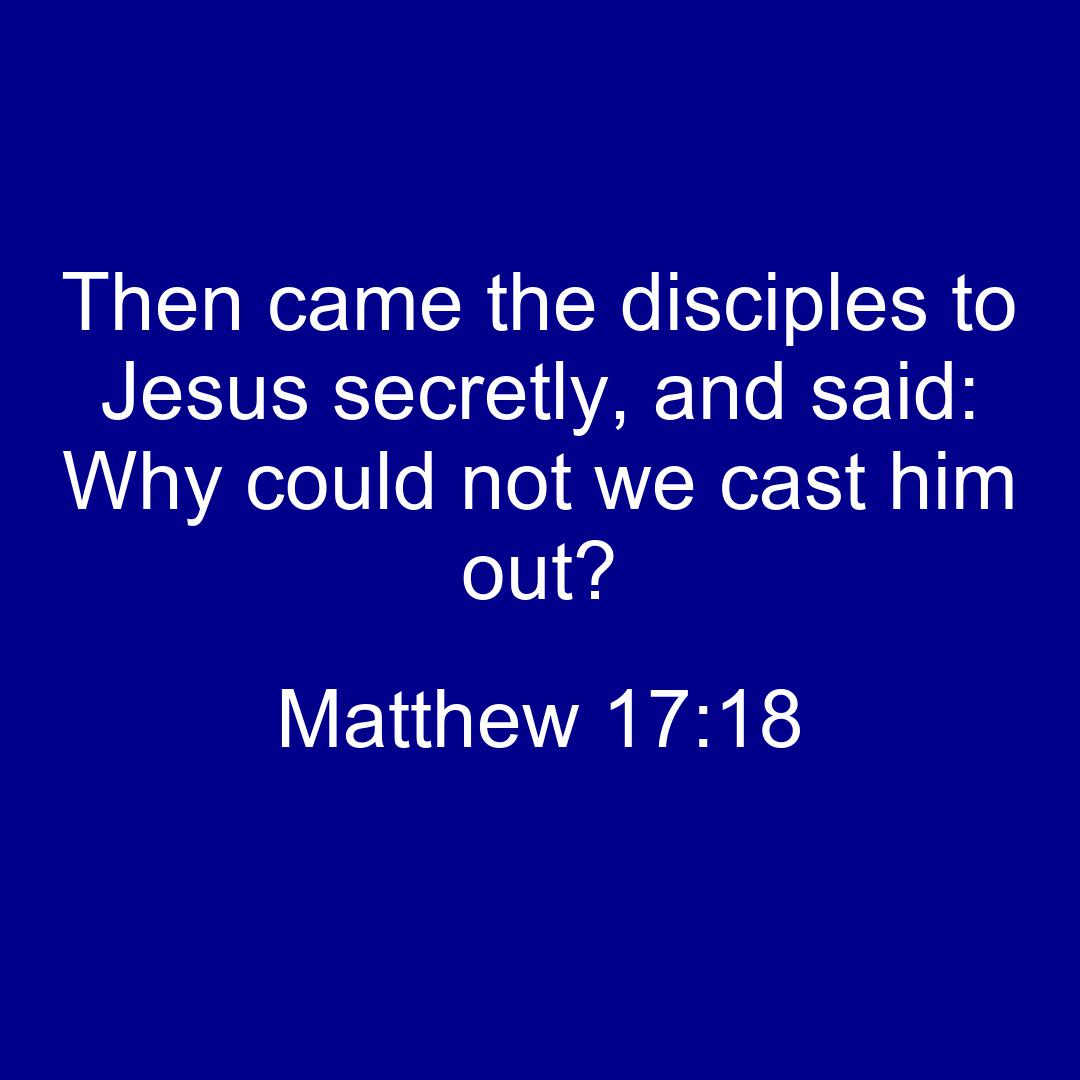 Then came the disciples to
Jesus secretly, and said:
Why could not we cast him
out?
Matthew 17:18